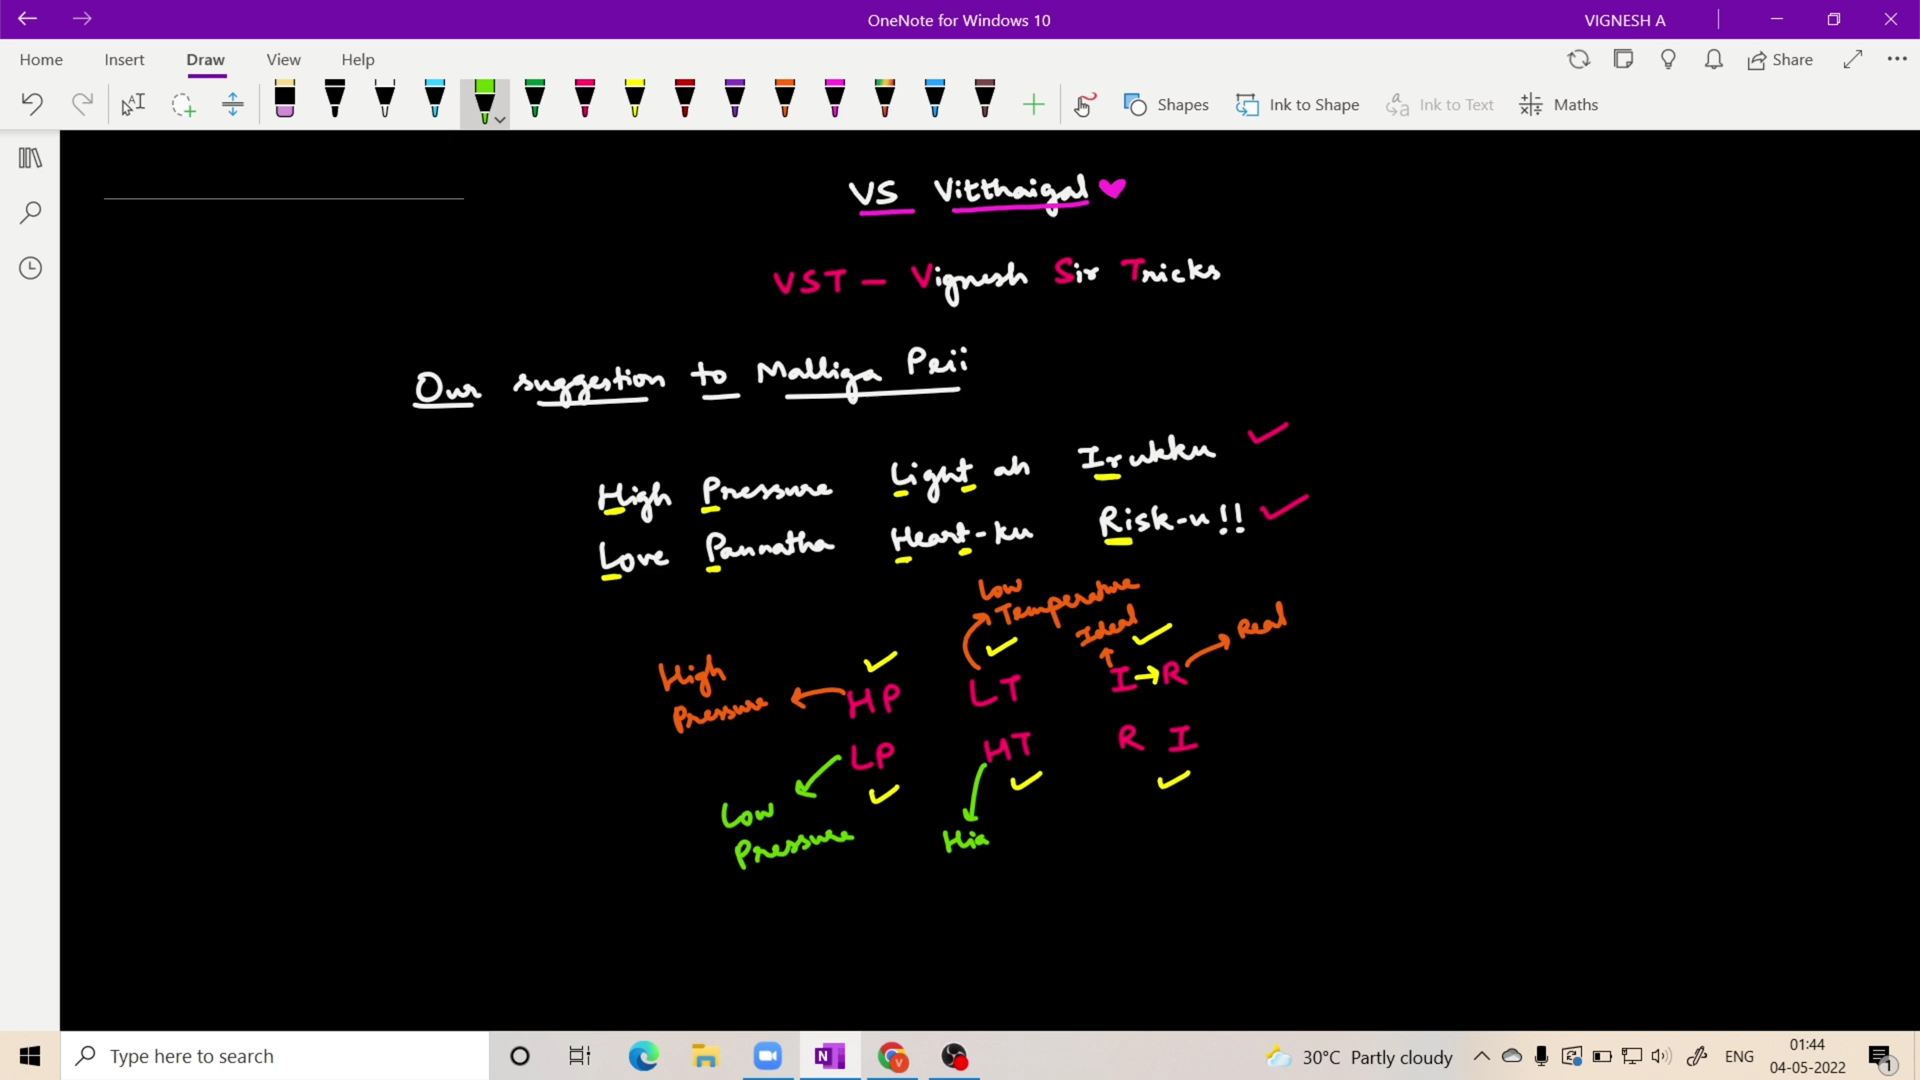 OneNote for Windows 10
VIGNESH A
Home Insert Draw View Help
Share
Shapes Ink to Shape Ink to Text Maths
VS Vitthaigal
VST - Vignesh Sir Tricks
Our suggestion to Malliga Peii
High Pressure Light ah Irukku
Love Pannatha Heart-ku Risk-u!!
Low
Temperature
Ideal
Real
High
Pressure
HP LT I → R
LP HT R I
Low
Pressure
Hia
Type here to search
30°C Partly cloudy
ENG
01:44
04-05-2022
1